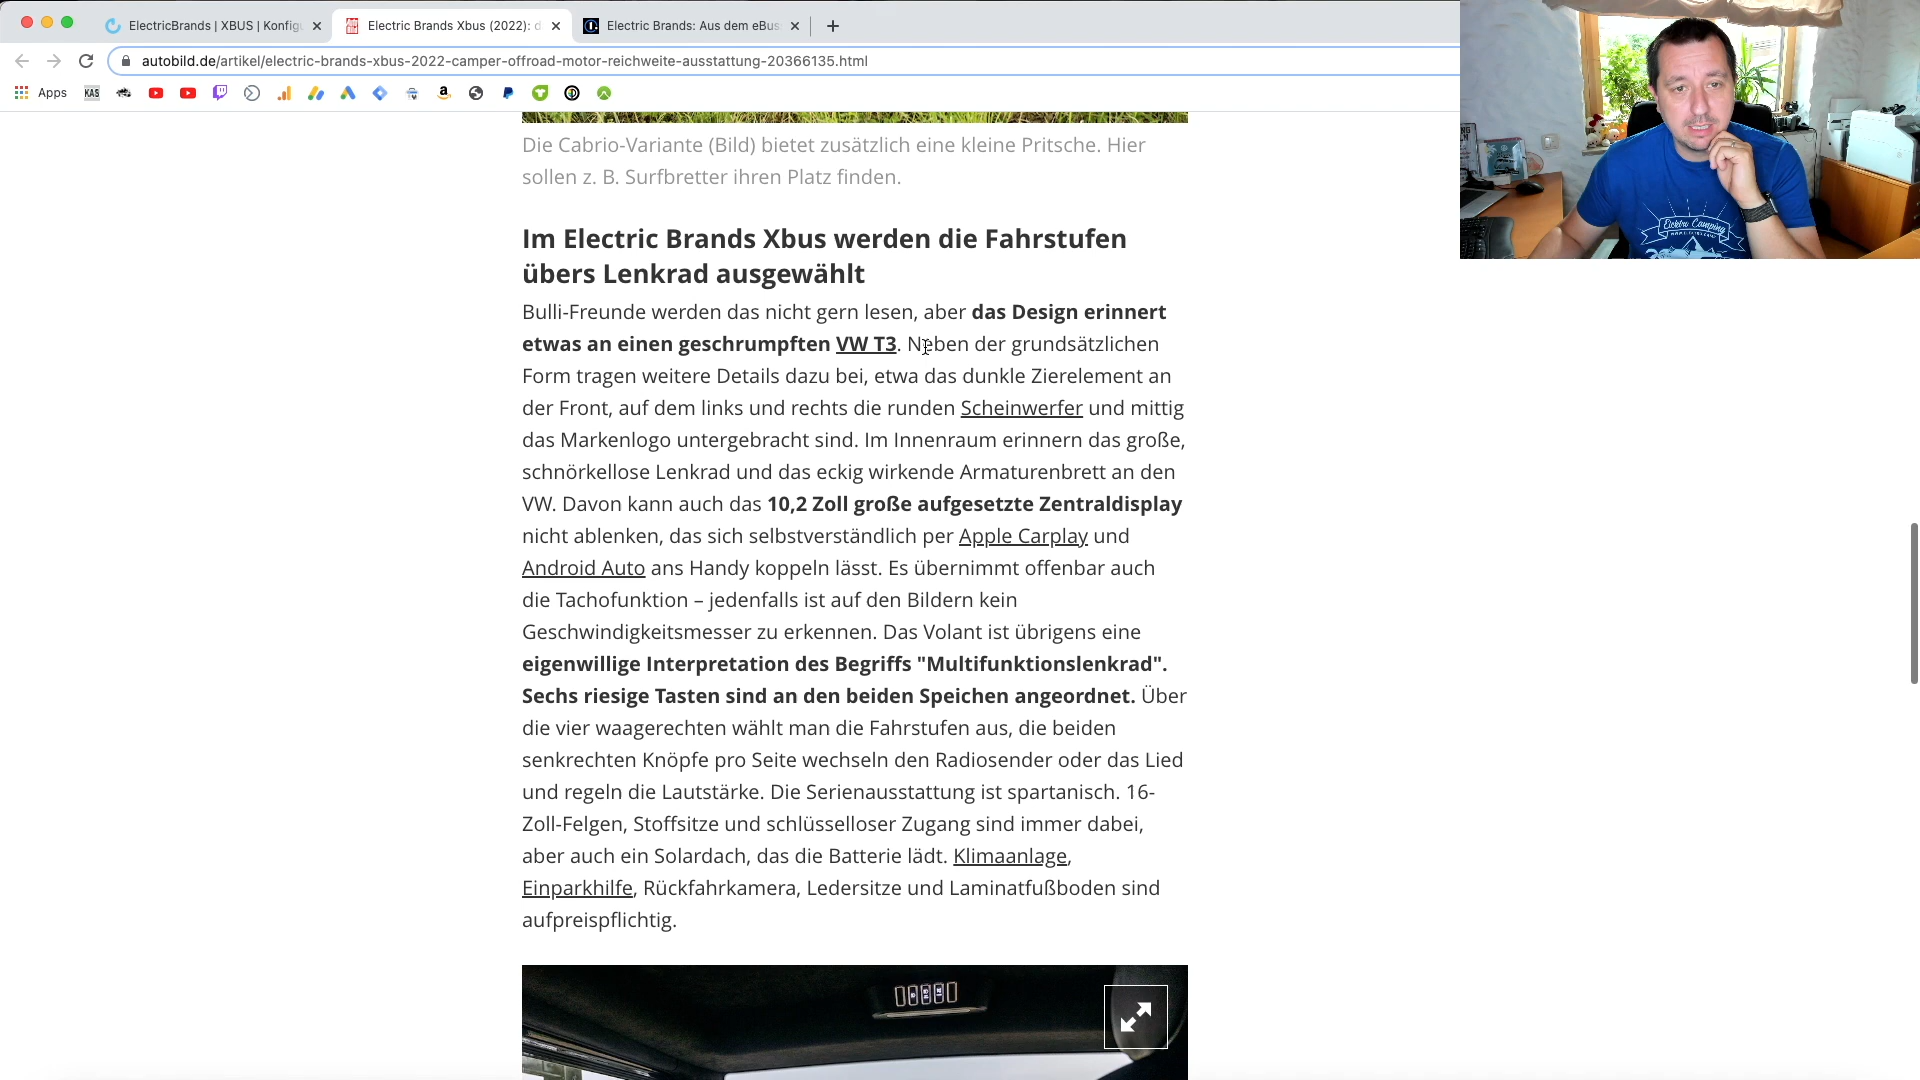 ElectricBrands | XBUS | Konfigu
Electric Brands Xbus (2022): d
Electric Brands: Aus dem eBus
autobild.de/artikel/electric-brands-xbus-2022-camper-offroad-motor-reichweite-ausstattung-20366135.html
Apps
KAS
Die Cabrio-Variante (Bild) bietet zusätzlich eine kleine Pritsche. Hier
sollen z. B. Surfbretter ihren Platz finden.
Im Electric Brands Xbus werden die Fahrstufen
übers Lenkrad ausgewählt
Bulli-Freunde werden das nicht gern lesen, aber das Design erinnert
etwas an einen geschrumpften VW T3. Neben der grundsätzlichen
Form tragen weitere Details dazu bei, etwa das dunkle Zierelement an
der Front, auf dem links und rechts die runden Scheinwerfer und mittig
das Markenlogo untergebracht sind. Im Innenraum erinnern das große,
schnörkellose Lenkrad und das eckig wirkende Armaturenbrett an den
VW. Davon kann auch das 10,2 Zoll große aufgesetzte Zentraldisplay
nicht ablenken, das sich selbstverständlich per Apple Carplay und
Android Auto ans Handy koppeln lässt. Es übernimmt offenbar auch
die Tachofunktion – jedenfalls ist auf den Bildern kein
Geschwindigkeitsmesser zu erkennen. Das Volant ist übrigens eine
eigenwillige Interpretation des Begriffs "Multifunktionslenkrad".
Sechs riesige Tasten sind an den beiden Speichen angeordnet. Über
die vier waagerechten wählt man die Fahrstufen aus, die beiden
senkrechten Knöpfe pro Seite wechseln den Radiosender oder das Lied
und regeln die Lautstärke. Die Serienausstattung ist spartanisch. 16-
Zoll-Felgen, Stoffsitze und schlüsselloser Zugang sind immer dabei,
aber auch ein Solardach, das die Batterie lädt. Klimaanlage,
Einparkhilfe, Rückfahrkamera, Ledersitze und Laminatfußboden sind
aufpreispflichtig.
Elektro Camping